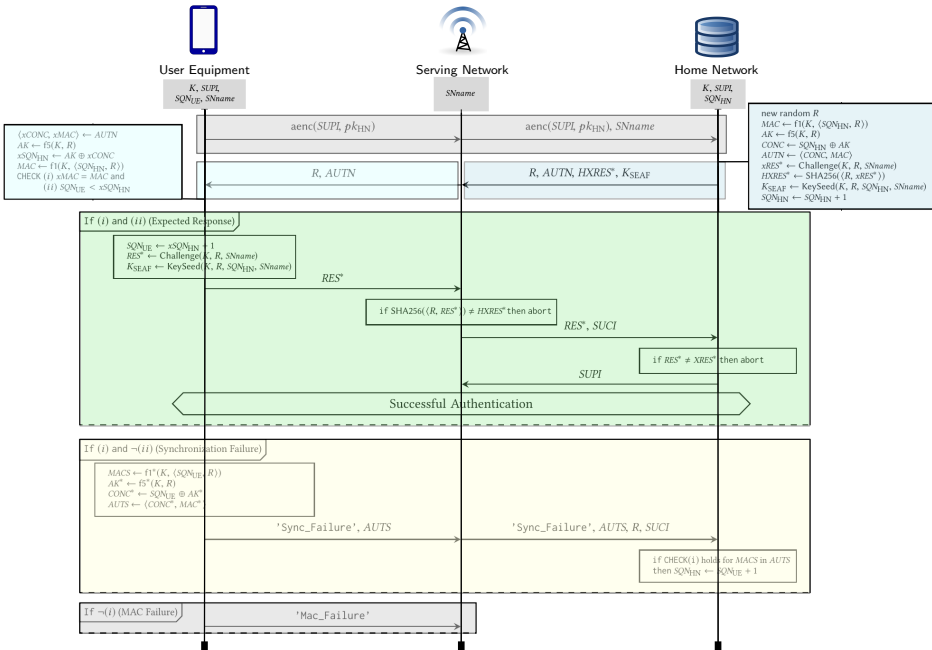 User Equipment
Serving Network
Home Network
K, SUPI,
SQN_UE, SNname
SNname
K, SUPI,
SQN_HN
aenc(SUPI, pk_HN)
aenc(SUPI, pk_HN), SNname
⟨xCONC, xMAC⟩ ← AUTN
AK ← f5(K, R)
xSQN_HN ← AK ⊕ xCONC
MAC ← f1(K, ⟨SQN_HN, R⟩)
CHECK (i) xMAC = MAC and
(ii) SQN_UE < xSQN_HN
new random R
MAC ← f1(K, ⟨SQN_HN, R⟩)
AK ← f5(K, R)
CONC ← SQN_HN ⊕ AK
AUTN ← ⟨CONC, MAC⟩
xRES* ← Challenge(K, R, SNname)
HXRES* ← SHA256(⟨R, xRES*⟩)
K_SEAF ← KeySeed(K, R, SQN_HN, SNname)
SQN_HN ← SQN_HN + 1
R, AUTN
R, AUTN, HXRES*, K_SEAF
If (i) and (ii) (Expected Response)
SQN_UE ← xSQN_HN + 1
RES* ← Challenge(K, R, SNname)
K_SEAF ← KeySeed(K, R, SQN_HN, SNname)
RES*
if SHA256(⟨R, RES*⟩) ≠ HXRES* then abort
RES*, SUCI
if RES* ≠ XRES* then abort
SUPI
Successful Authentication
If (i) and ¬(ii) (Synchronization Failure)
MACS ← f1*(K, ⟨SQN_UE, R⟩)
AK* ← f5*(K, R)
CONC* ← SQN_UE ⊕ AK*
AUTS ← ⟨CONC*, MAC*⟩
'Sync_Failure', AUTS
'Sync_Failure', AUTS, R, SUCI
if CHECK(i) holds for MACS in AUTS
then SQN_HN ← SQN_UE + 1
If ¬(i) (MAC Failure)
'Mac_Failure'